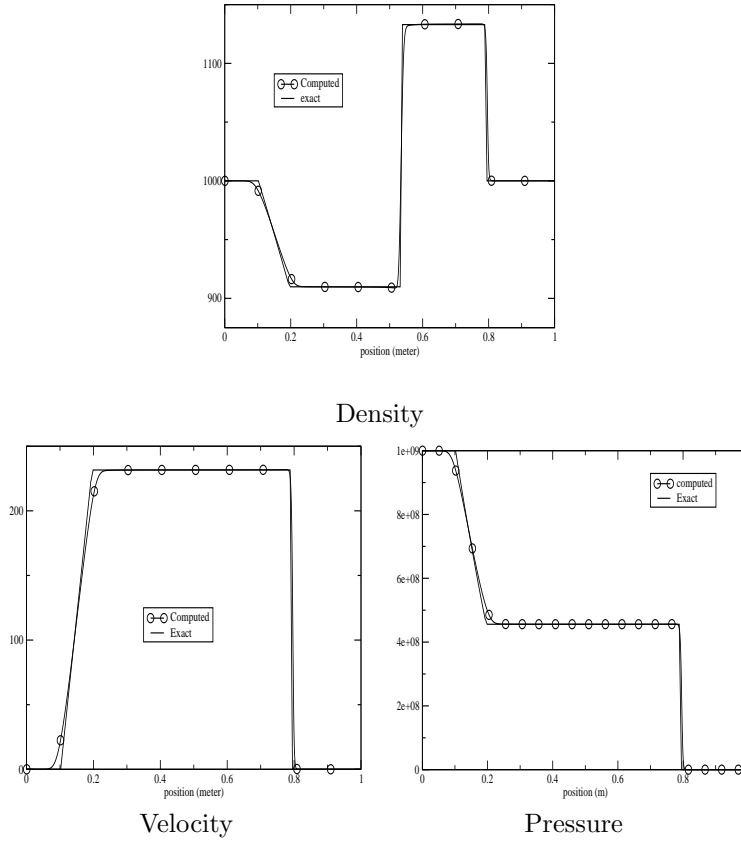 1100
1000
900
Computed
exact
0
0.2
0.4
0.6
0.8
1
position (meter)
Density
200
100
0
Computed
Exact
0
0.2
0.4
0.6
0.8
1
position (meter)
Velocity
1e+09
8e+08
6e+08
4e+08
2e+08
0
computed
Exact
0
0.2
0.4
0.6
0.8
position (m)
Pressure